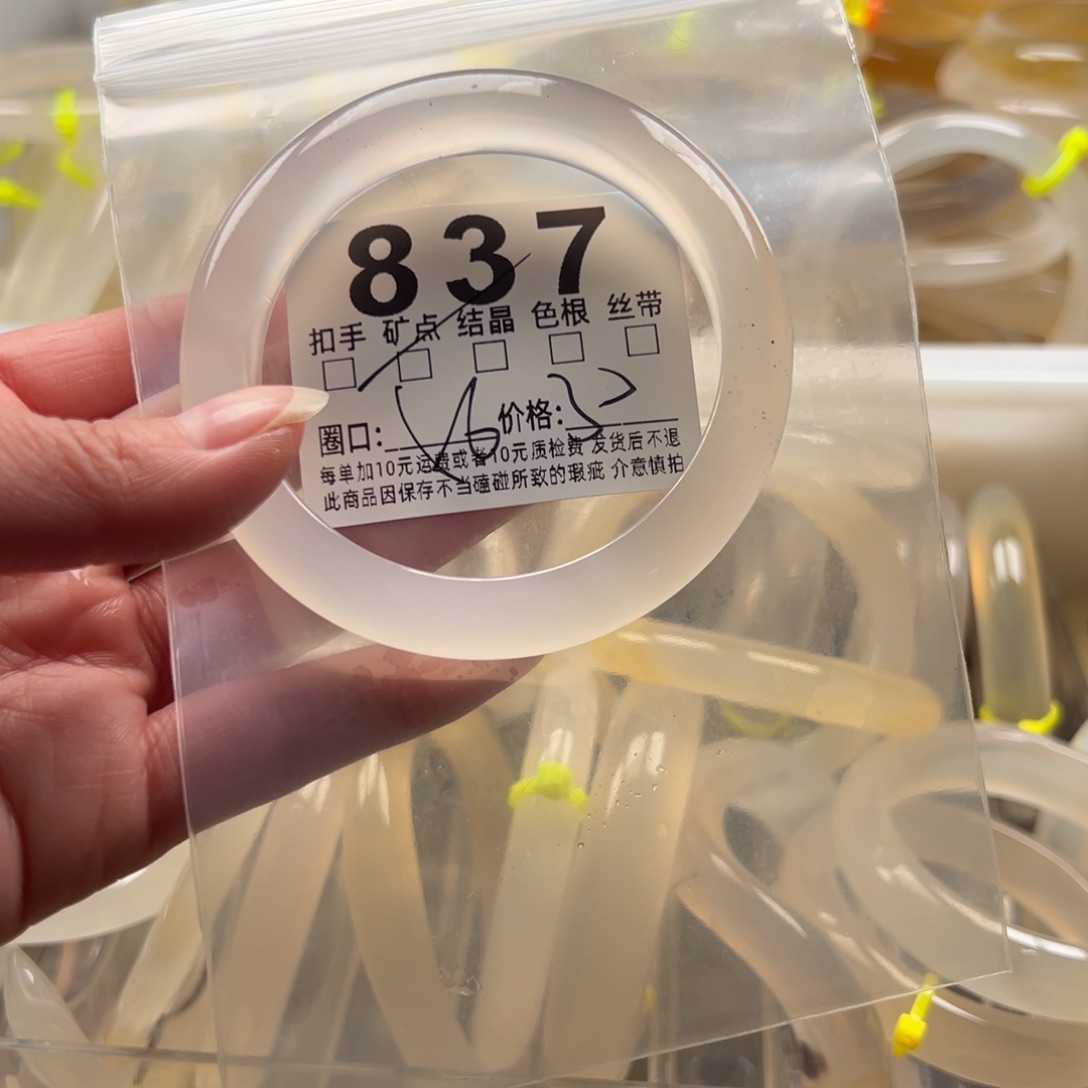 837
扣手 矿点 结晶 色根 丝带
圈口: 价格:
每单加10元运费或者10元质检费 发货后不退
此商品因保存不当磕碰所致的瑕疵 介意慎拍